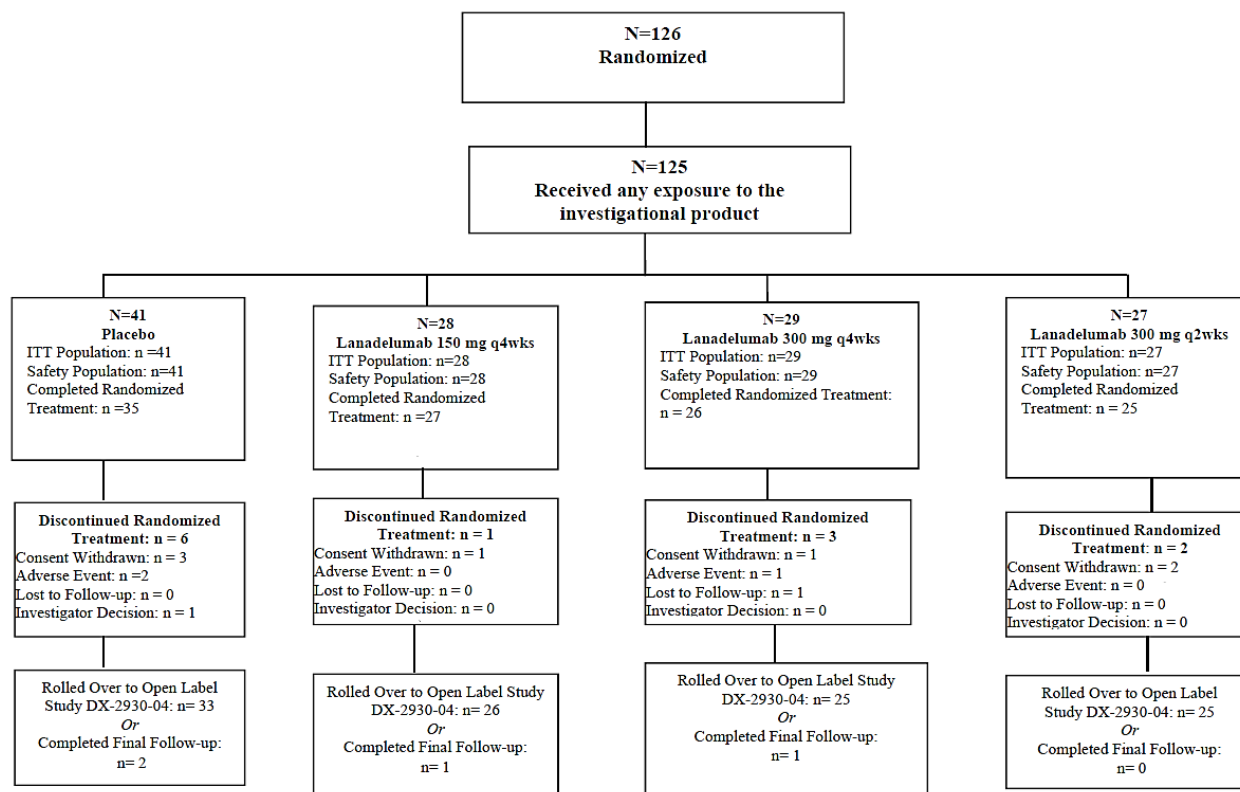 N=126
Randomized
N=125
Received any exposure to the
investigational product
N=41
Placebo
ITT Population: n =41
Safety Population: n=41
Completed Randomized
Treatment: n =35
N=28
Lanadelumab 150 mg q4wks
ITT Population: n=28
Safety Population: n=28
Completed Randomized
Treatment: n =27
N=29
Lanadelumab 300 mg q4wks
ITT Population: n=29
Safety Population: n=29
Completed Randomized Treatment:
n = 26
N=27
Lanadelumab 300 mg q2wks
ITT Population: n=27
Safety Population: n=27
Completed Randomized
Treatment: n = 25
Discontinued Randomized
Treatment: n = 6
Consent Withdrawn: n = 3
Adverse Event: n =2
Lost to Follow-up: n = 0
Investigator Decision: n = 1
Discontinued Randomized
Treatment: n = 1
Consent Withdrawn: n = 1
Adverse Event: n = 0
Lost to Follow-up: n = 0
Investigator Decision: n = 0
Discontinued Randomized
Treatment: n = 3
Consent Withdrawn: n = 1
Adverse Event: n = 1
Lost to Follow-up: n = 1
Investigator Decision: n = 0
Discontinued Randomized
Treatment: n = 2
Consent Withdrawn: n = 2
Adverse Event: n = 0
Lost to Follow-up: n = 0
Investigator Decision: n = 0
Rolled Over to Open Label
Study DX-2930-04: n= 33
Or
Completed Final Follow-up:
n= 2
Rolled Over to Open Label Study
DX-2930-04: n= 26
Or
Completed Final Follow-up:
n= 1
Rolled Over to Open Label Study
DX-2930-04: n= 25
Or
Completed Final Follow-up:
n= 1
Rolled Over to Open Label
Study DX-2930-04: n= 25
Or
Completed Final Follow-up:
n= 0